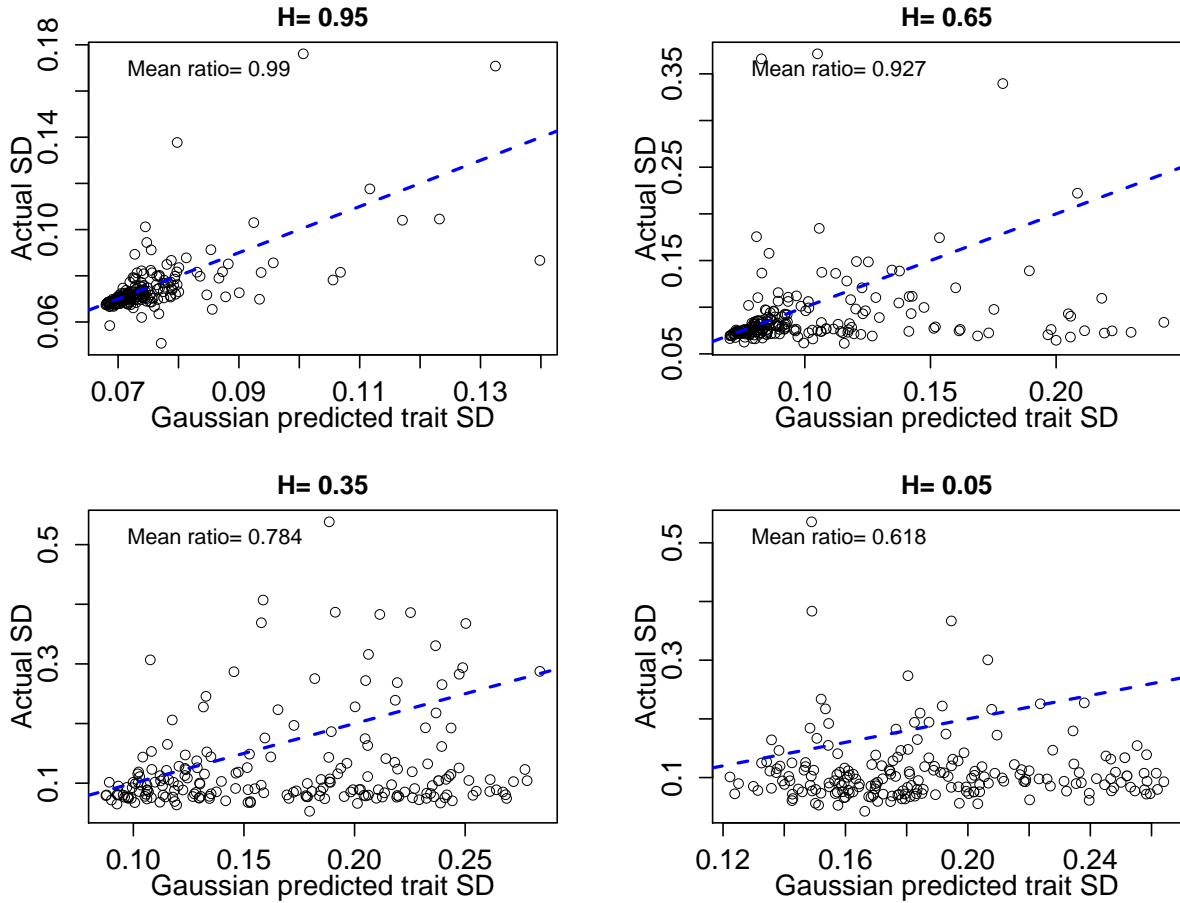 H= 0.95
Mean ratio= 0.99
Actual SD
0.06 0.10 0.14 0.18
0.07 0.09 0.11 0.13
Gaussian predicted trait SD
H= 0.65
Mean ratio= 0.927
Actual SD
0.05 0.15 0.25 0.35
0.10 0.15 0.20
Gaussian predicted trait SD
H= 0.35
Mean ratio= 0.784
Actual SD
0.1 0.3 0.5
0.10 0.15 0.20 0.25
Gaussian predicted trait SD
H= 0.05
Mean ratio= 0.618
Actual SD
0.1 0.3 0.5
0.12 0.16 0.20 0.24
Gaussian predicted trait SD